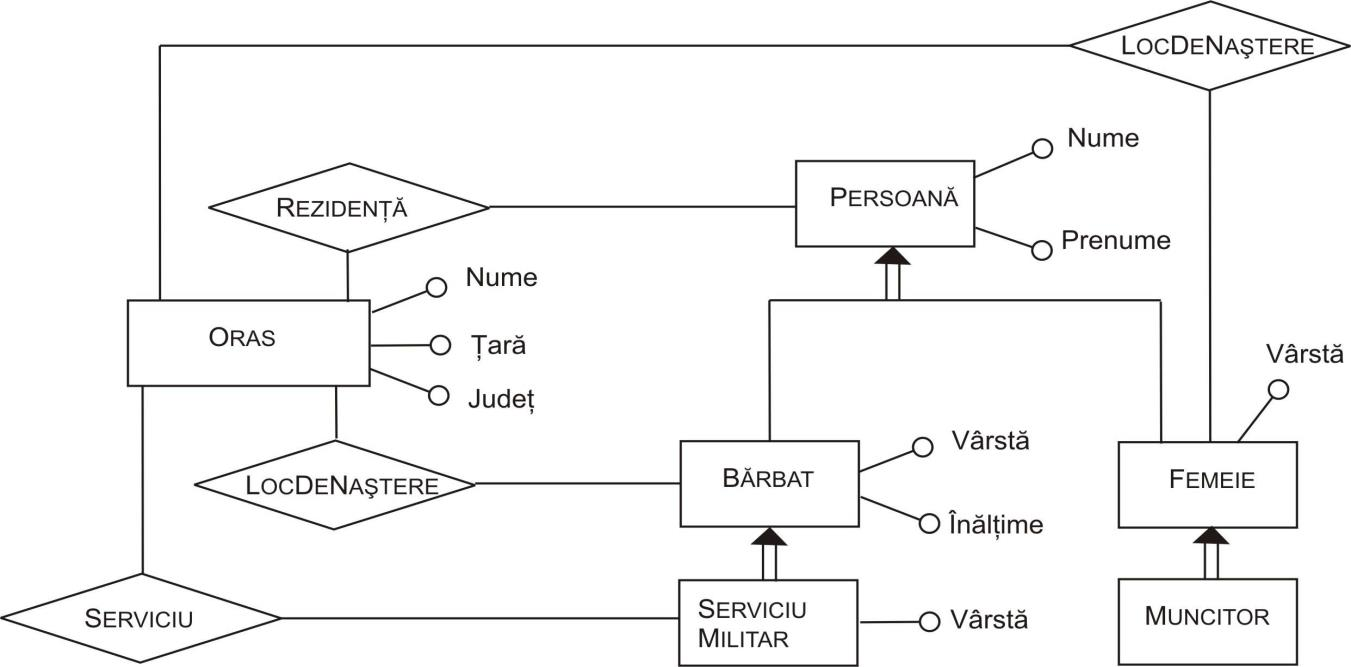 LOCDENAŞTERE
Nume
PERSOANĂ
REZIDENȚĂ
Prenume
Nume
ORAS
Țară
Vârstă
Județ
Vârstă
BĂRBAT
FEMEIE
LOCDENAŞTERE
Înălțime
SERVICIU
MILITAR
SERVICIU
Vârstă
MUNCITOR